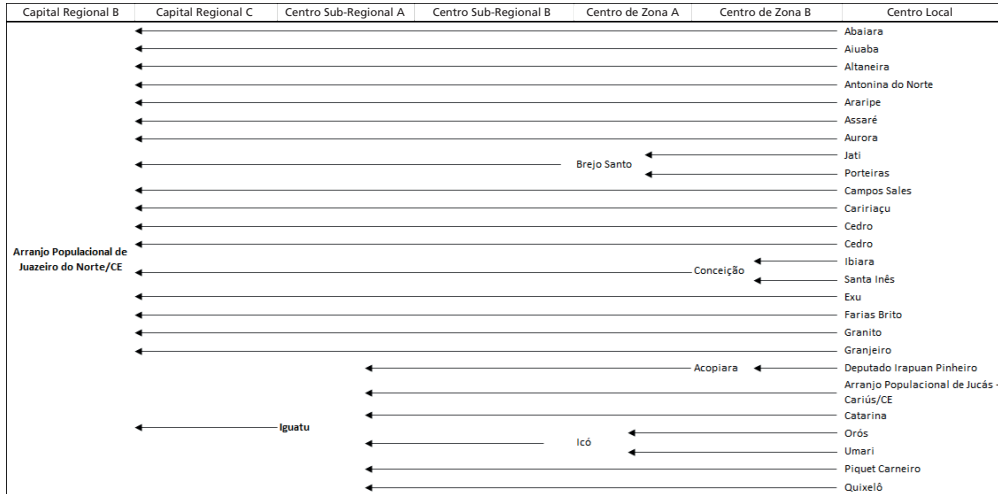 Capital Regional B Capital Regional C Centro Sub-Regional A Centro Sub-Regional B Centro de Zona A Centro de Zona B Centro Local
Abaiara
Aiuaba
Altaneira
Antonina do Norte
Araripe
Assaré
Aurora
Jati
Brejo Santo
Porteiras
Campos Sales
Caririaçu
Cedro
Cedro
Arranjo Populacional de
Juazeiro do Norte/CE
Ibiara
Conceição
Santa Inês
Exu
Farias Brito
Granito
Granjeiro
Acopiara Deputado Irapuan Pinheiro
Arranjo Populacional de Jucás -
Cariús/CE
Catarina
Iguatu
Orós
Icó
Umari
Piquet Carneiro
Quixelô